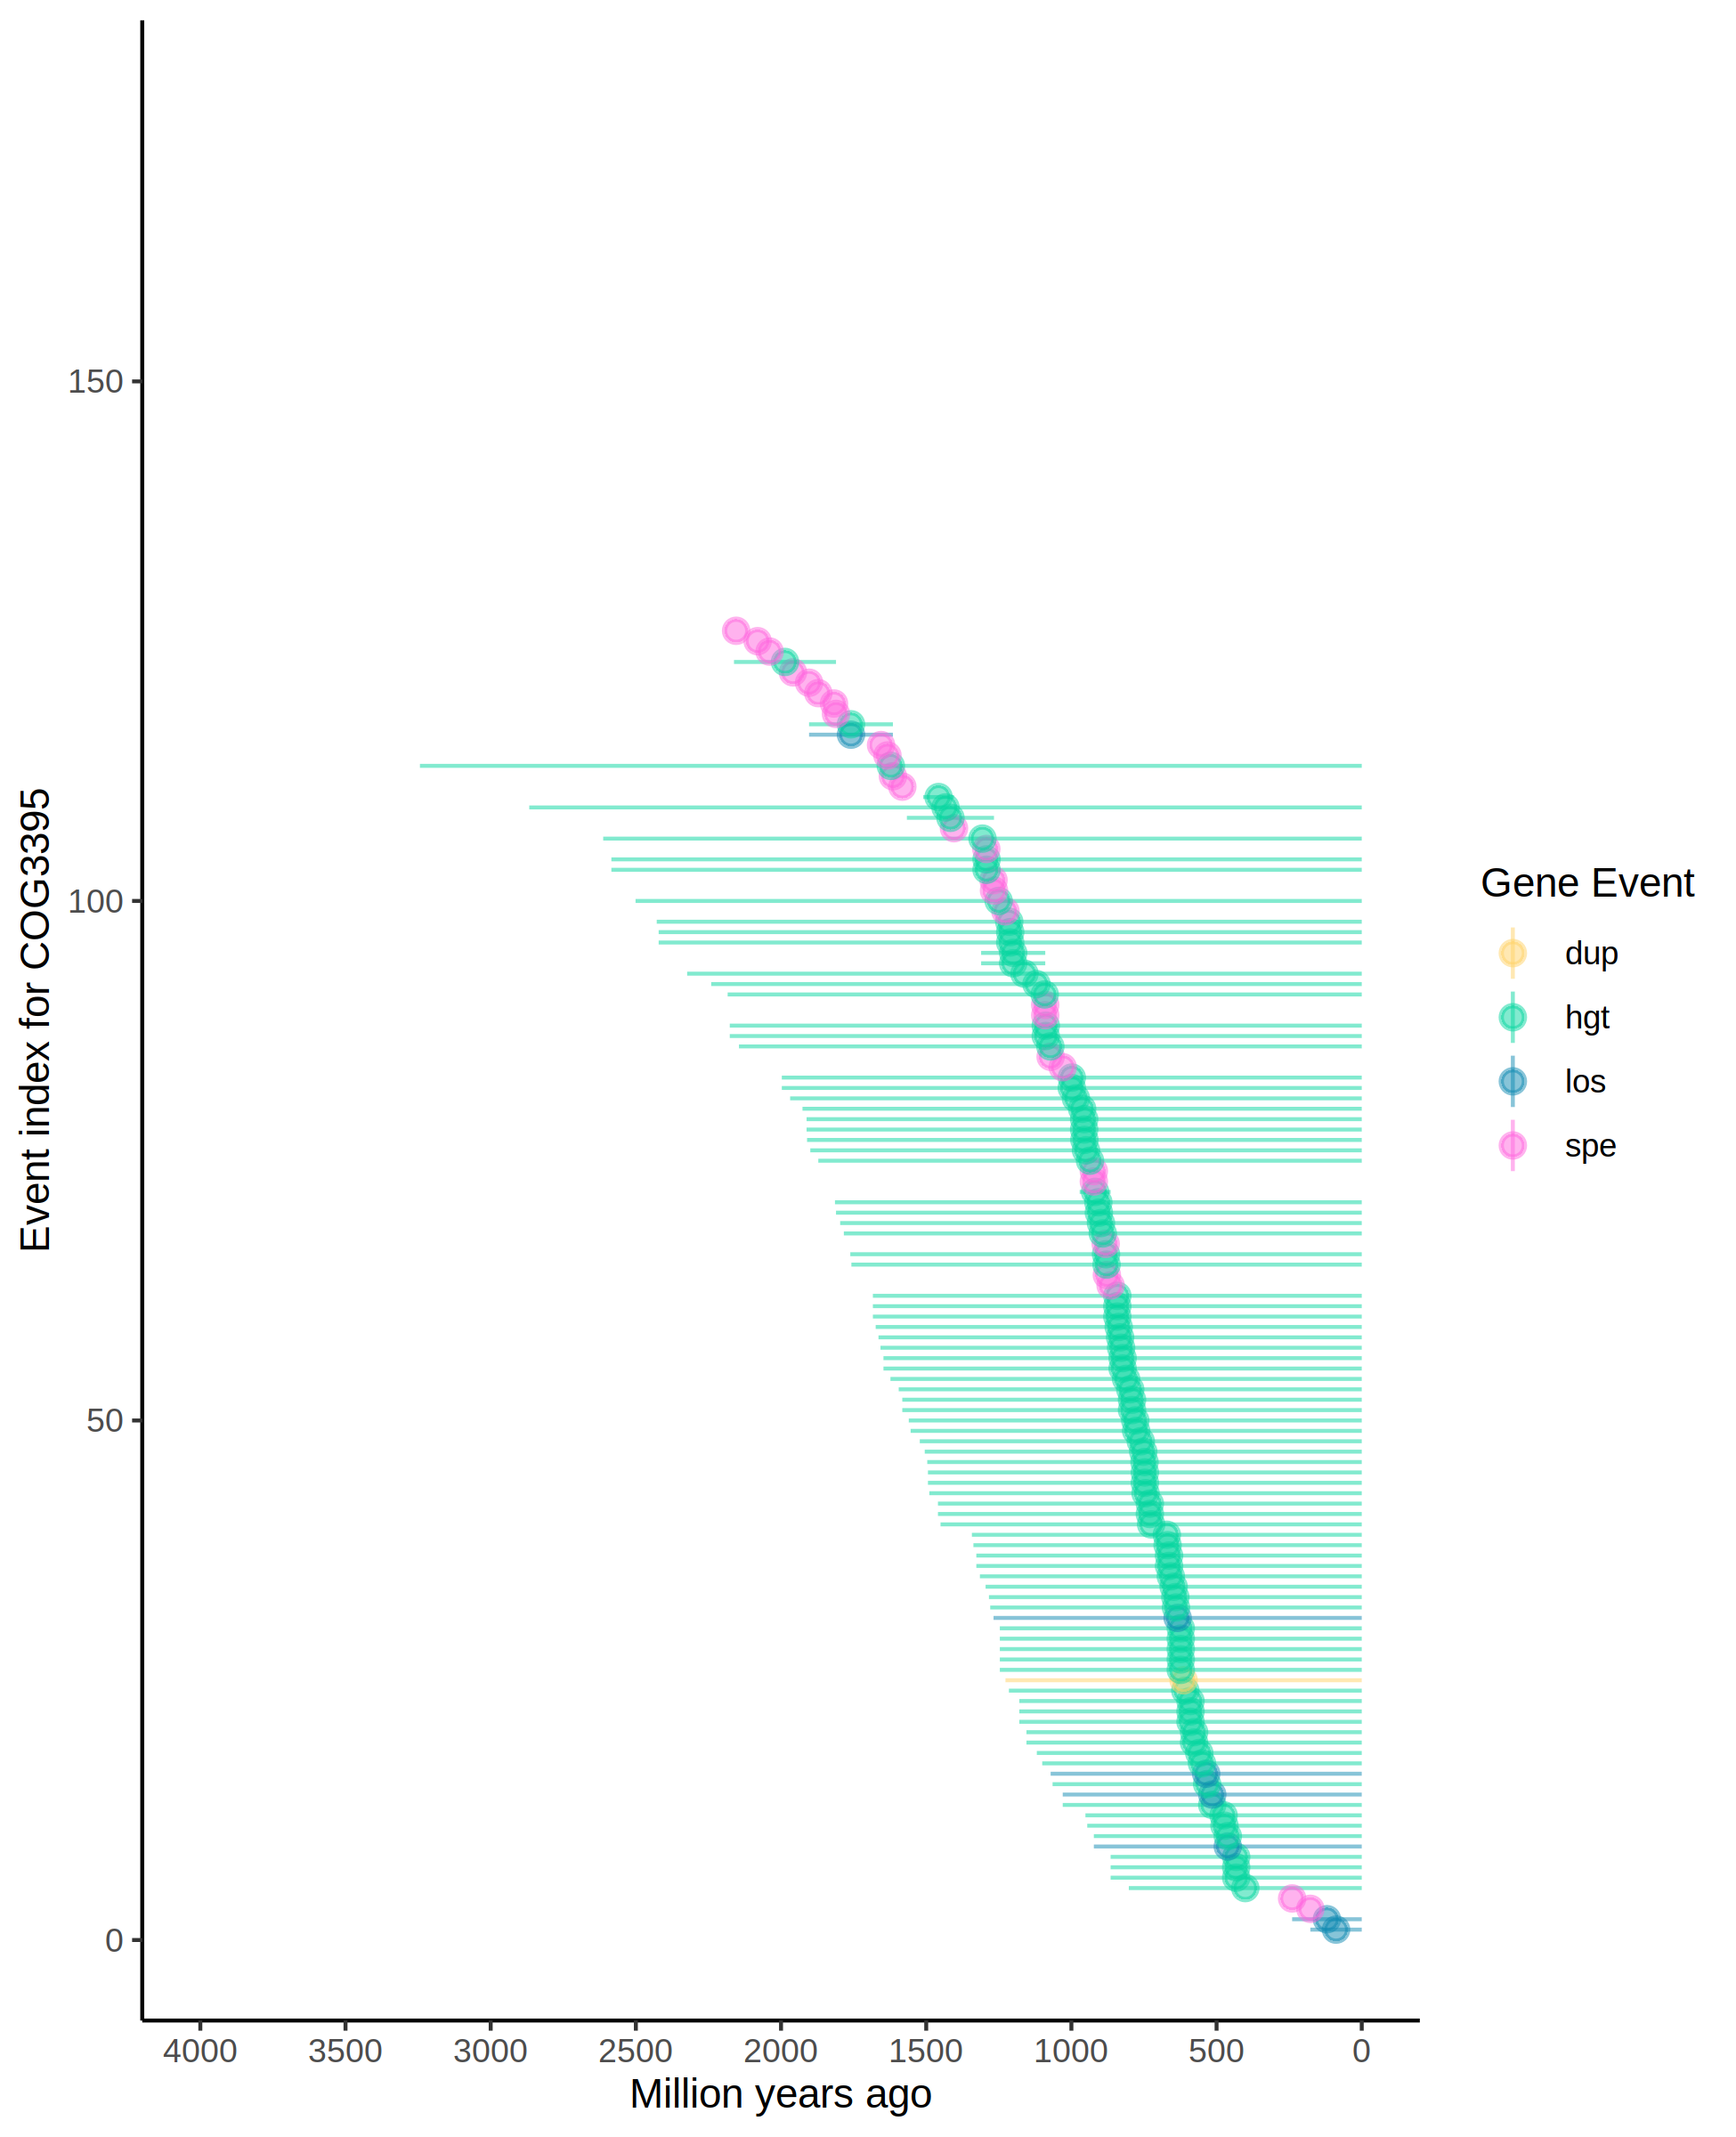 Event index for COG3395
150
100
50
0
4000 3500 3000 2500 2000 1500 1000 500 0
Million years ago
Gene Event
dup
hgt
los
spe